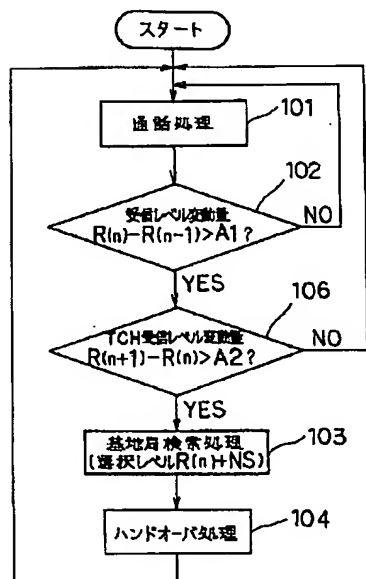 スタート
通話処理
101
102
受信レベル変動量
R(n)-R(n-1)>A1?
NO
YES
106
TCH受信レベル変動量
R(n+1)-R(n)>A2?
NO
YES
基地局検索処理
(選択レベルR(n)+NS)
103
ハンドオーバ処理
104